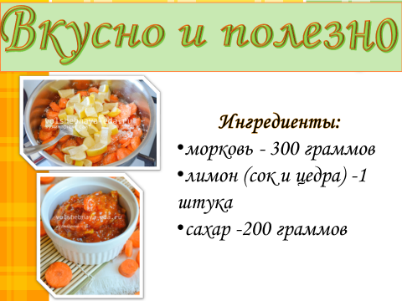 Вкусно и полезно
Ингредиенты:
•морковь - 300 граммов
•лимон (сок и цедра) -1
штука
•сахар -200 граммов